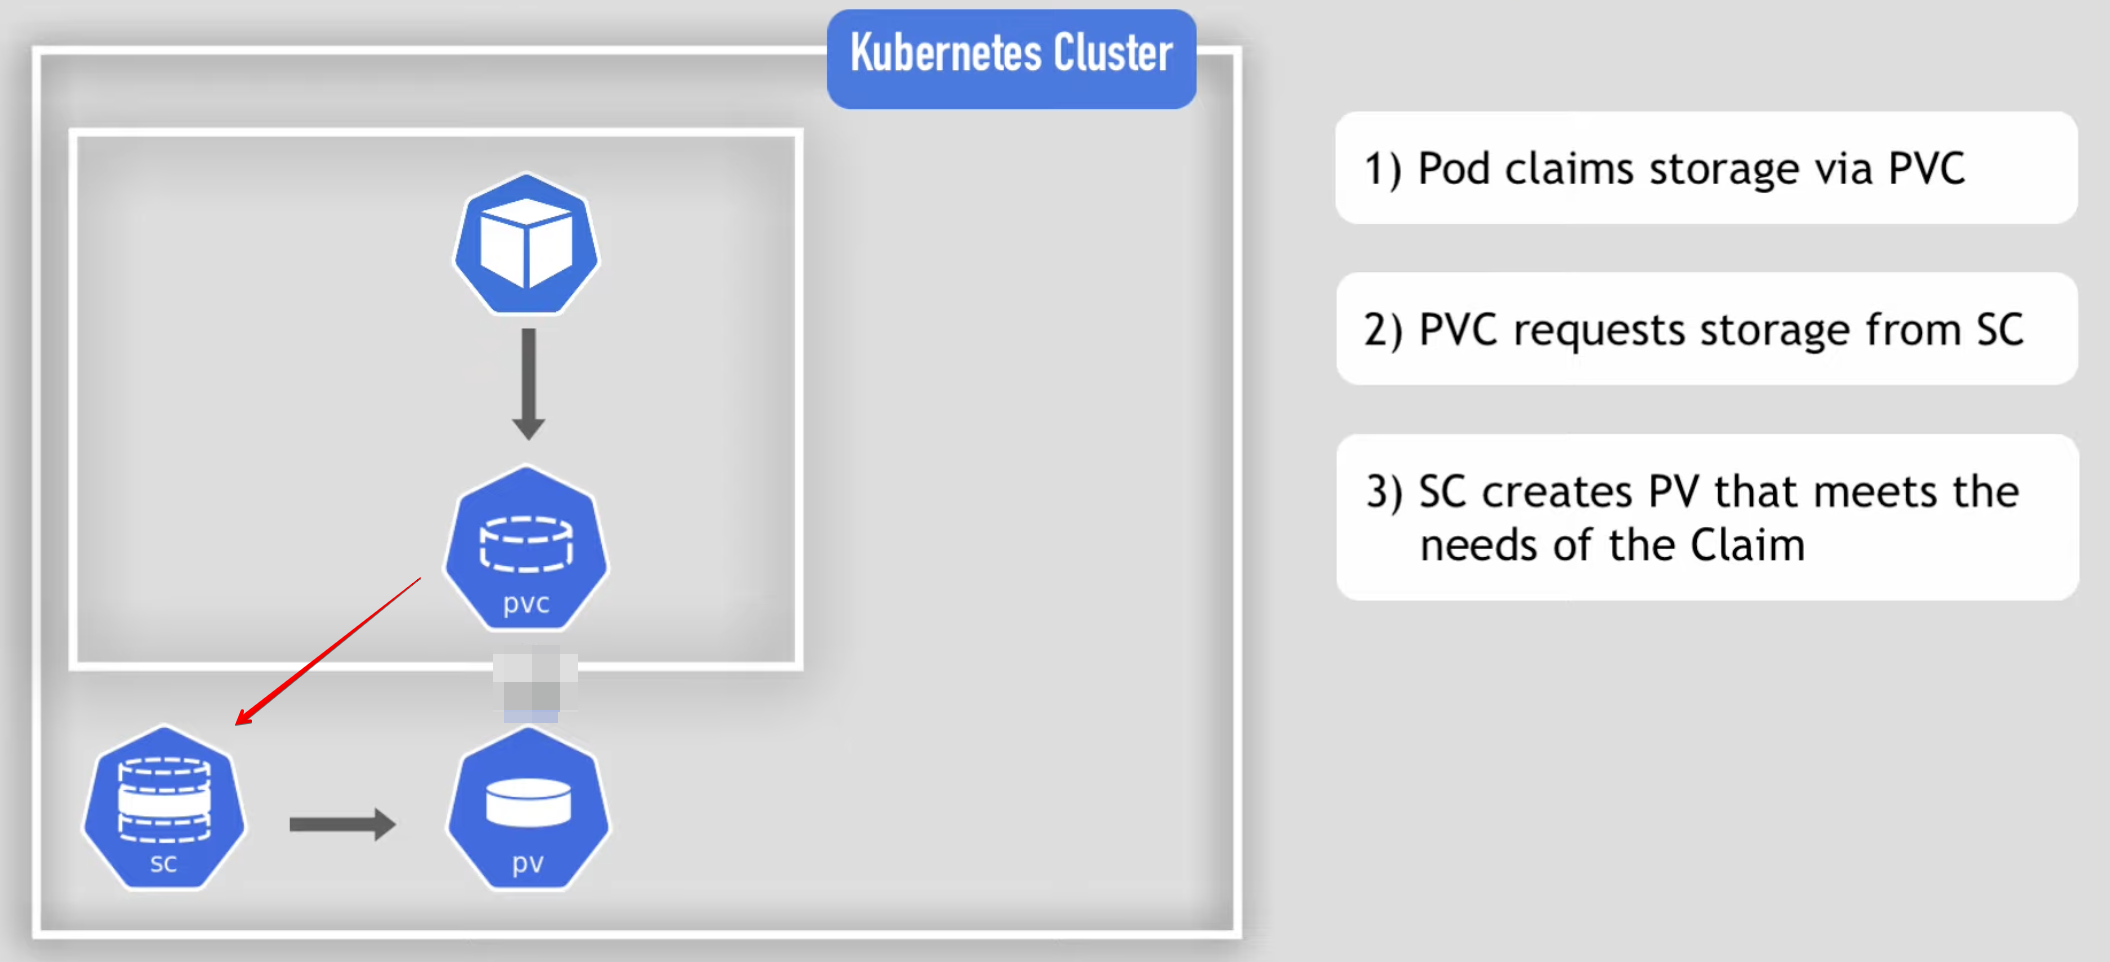 Kubernetes Cluster
1) Pod claims storage via PVC
2) PVC requests storage from SC
3) SC creates PV that meets the
needs of the Claim
pvc
sc
pv